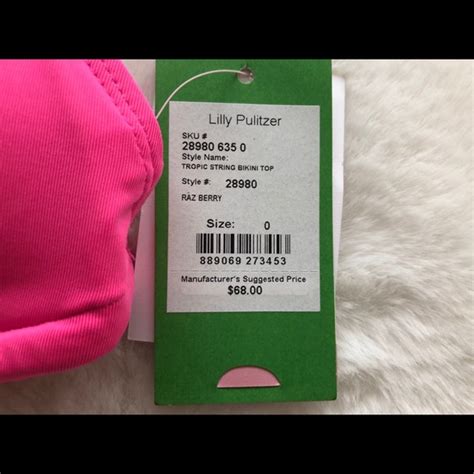 Lilly Pulitzer
SKU #
28980 635 0
Style Name:
TROPIC STRING BIKINI TOP
Style #: 28980
RAZ BERRY
Size: 0
889069 273453
Manufacturer's Suggested Price
$68.00